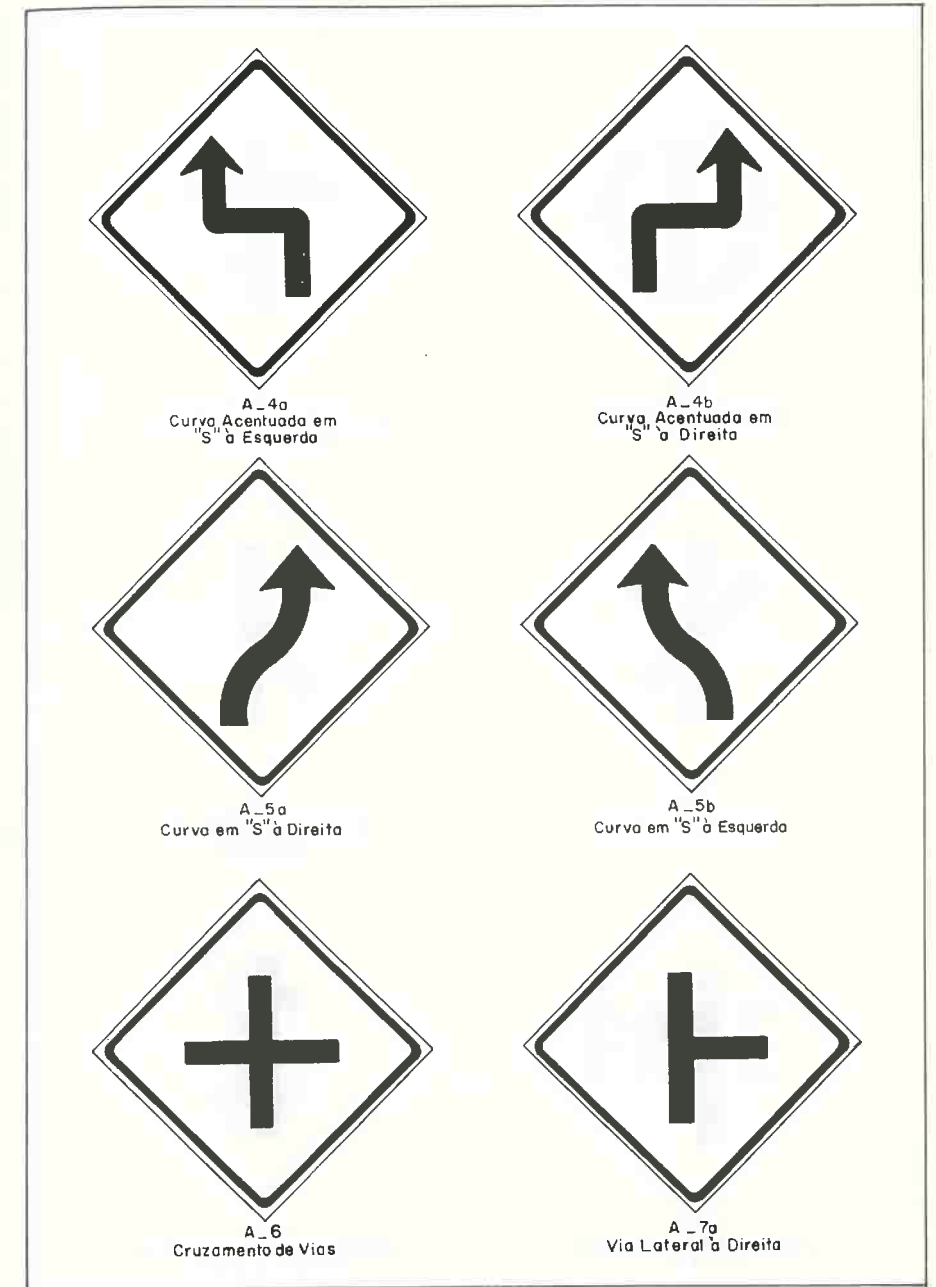 A_4a
Curva Acentuada em
"S" à Esquerda
A_4b
Curva Acentuada em
"S" à Direita
A_5a
Curva em "S" à Direita
A_5b
Curva em "S" à Esquerda
A_6
Cruzamento de Vias
A_7a
Via Lateral à Direita